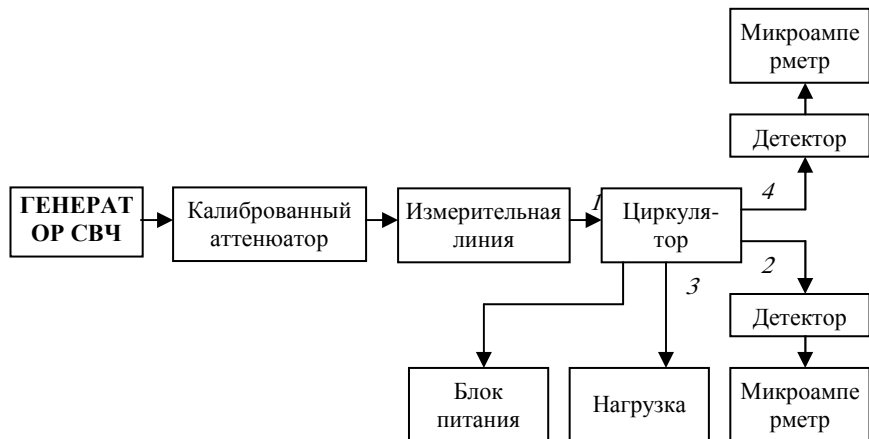 Микроампе
рметр
Детектор
4
ГЕНЕРАТ
ОР СВЧ
Калиброванный
аттенюатор
Измерительная
линия
1
Циркуля-
тор
2
3
Детектор
Блок
питания
Нагрузка
Микроампе
рметр